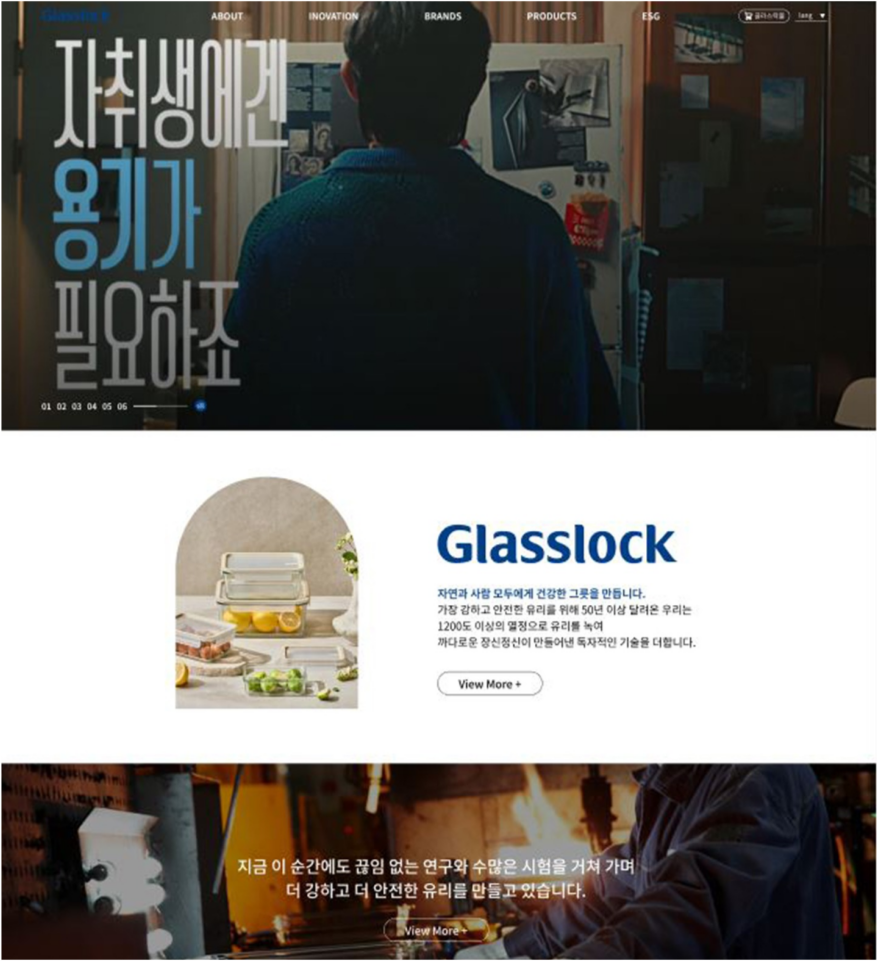 Glasslock
ABOUT
INOVATION
BRANDS
PRODUCTS
ESG
글라스락몰
lang
자취생에겐
용기가
필요하죠
01 02 03 04 05 06
Glasslock
자연과 사람 모두에게 건강한 그릇을 만듭니다.
가장 강하고 안전한 유리를 위해 50년 이상 달려온 우리는
1200도 이상의 열정으로 유리를 녹여
까다로운 장신정신이 만들어낸 독자적인 기술을 더합니다.
View More +
지금 이 순간에도 끊임 없는 연구와 수많은 시험을 거쳐 가며
더 강하고 더 안전한 유리를 만들고 있습니다.
View More +